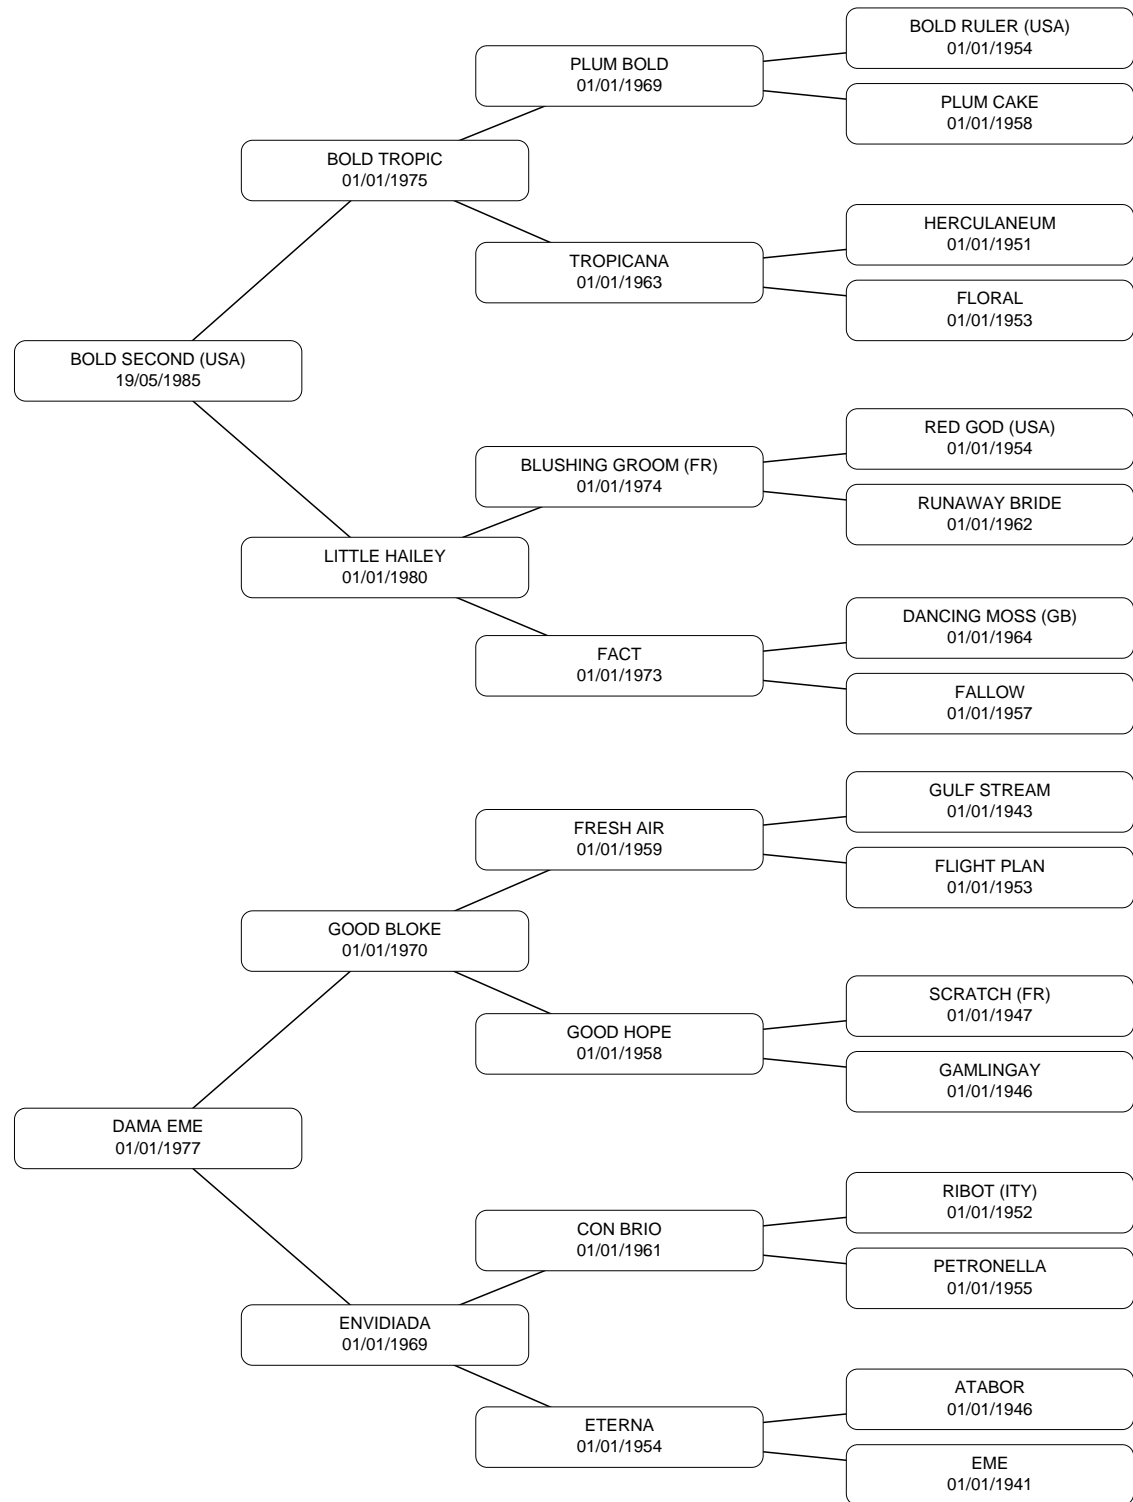 BOLD RULER (USA)
01/01/1954
PLUM BOLD
01/01/1969
PLUM CAKE
01/01/1958
BOLD TROPIC
01/01/1975
HERCULANEUM
01/01/1951
TROPICANA
01/01/1963
FLORAL
01/01/1953
BOLD SECOND (USA)
19/05/1985
RED GOD (USA)
01/01/1954
BLUSHING GROOM (FR)
01/01/1974
RUNAWAY BRIDE
01/01/1962
LITTLE HAILEY
01/01/1980
DANCING MOSS (GB)
01/01/1964
FACT
01/01/1973
FALLOW
01/01/1957
GULF STREAM
01/01/1943
FRESH AIR
01/01/1959
FLIGHT PLAN
01/01/1953
GOOD BLOKE
01/01/1970
SCRATCH (FR)
01/01/1947
GOOD HOPE
01/01/1958
GAMLINGAY
01/01/1946
DAMA EME
01/01/1977
RIBOT (ITY)
01/01/1952
CON BRIO
01/01/1961
PETRONELLA
01/01/1955
ENVIDIADA
01/01/1969
ATABOR
01/01/1946
ETERNA
01/01/1954
EME
01/01/1941